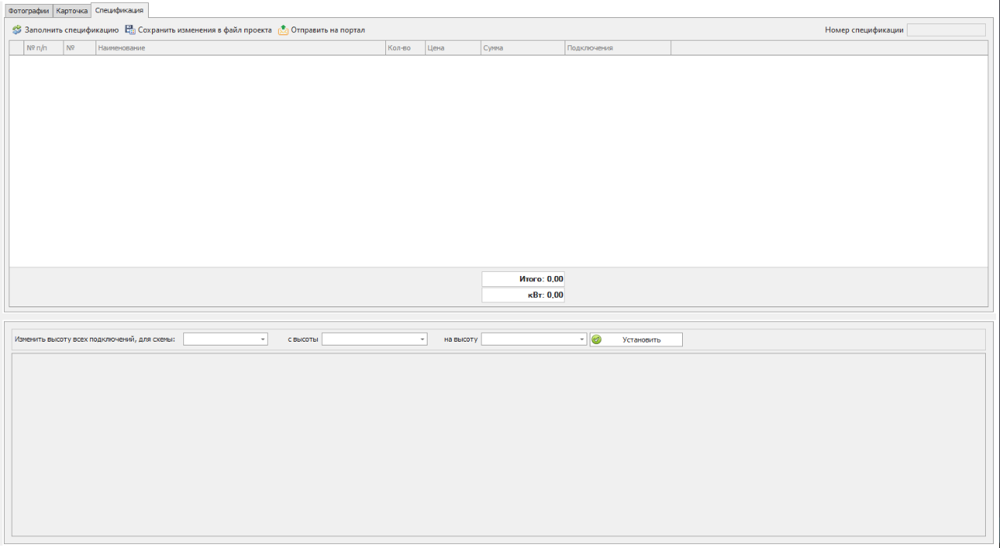 Фотографии Карточка Спецификация
Заполнить спецификацию Сохранить изменения в файл проекта Отправить на портал Номер спецификации
№ п/п № Наименование Кол-во Цена Сумма Подключения
Итого: 0,00
кВт: 0,00
Изменить высоту всех подключений, для схемы: с высоты на высоту Установить